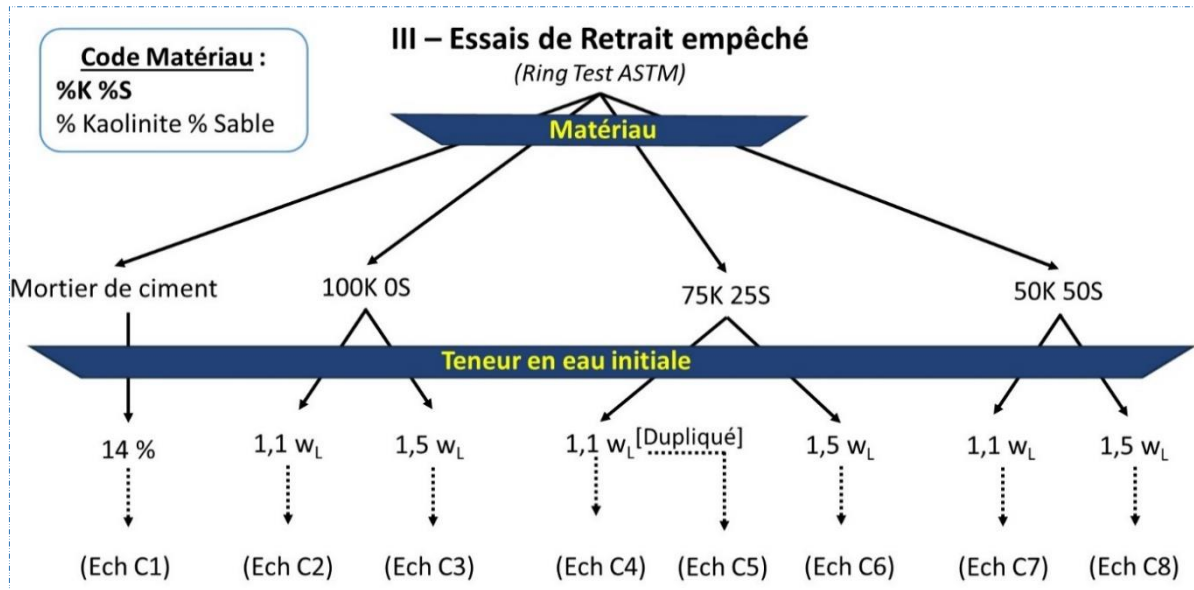 III – Essais de Retrait empêché
(Ring Test ASTM)
Code Matériau :
%K %S
% Kaolinite % Sable
Matériau
Mortier de ciment
100K 0S
75K 25S
50K 50S
Teneur en eau initiale
14 %
1,1 wL
1,5 wL
1,1 wL
[Dupliqué]
1,5 wL
1,1 wL
1,5 wL
(Ech C1)
(Ech C2)
(Ech C3)
(Ech C4)
(Ech C5)
(Ech C6)
(Ech C7)
(Ech C8)